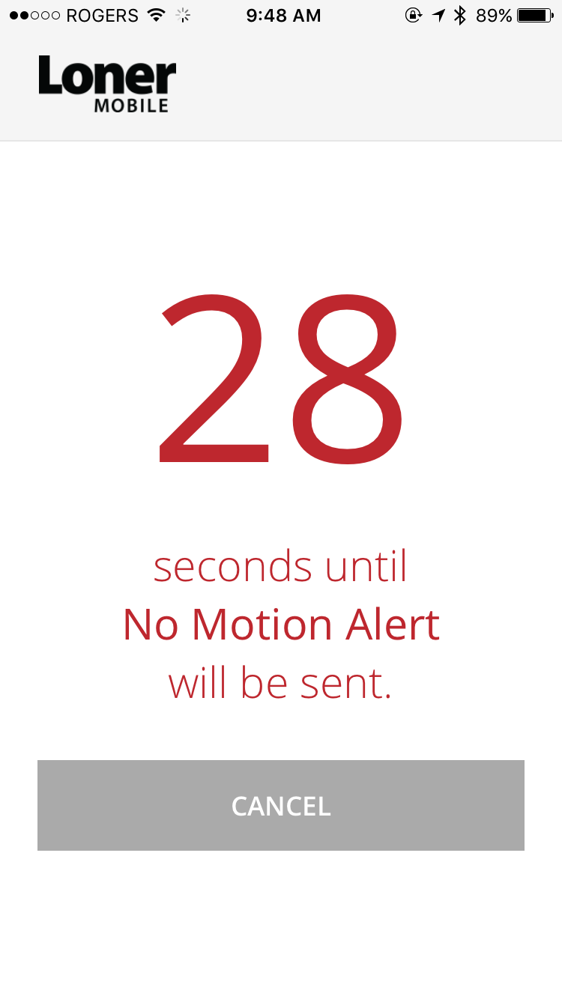 ROGERS 9:48 AM 89%
Loner
MOBILE
28
seconds until
No Motion Alert
will be sent.
CANCEL